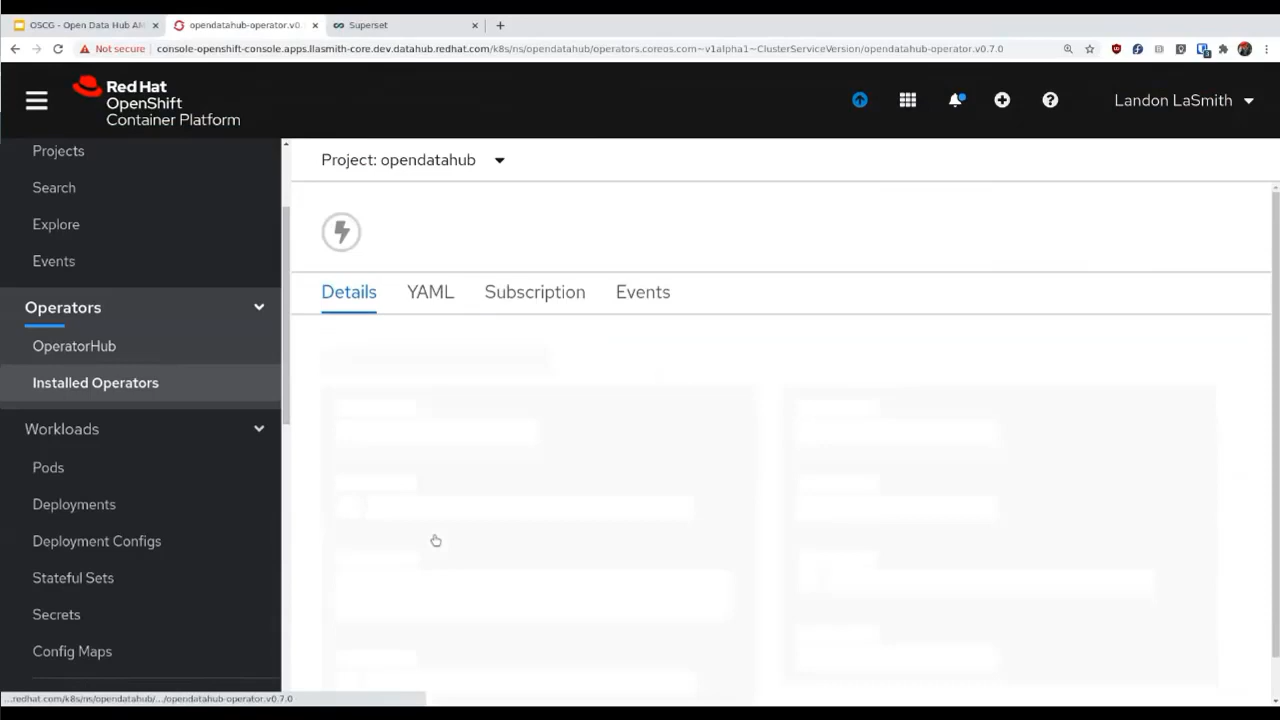 OSCG - Open Data Hub AM
opendatahub-operator.v0.
Superset
Not secure
console-openshift-console.apps.llasmith-core.dev.datahub.redhat.com/k8s/ns/opendatahub/operators.coreos.com~v1alpha1~ClusterServiceVersion/opendatahub-operator.v0.7.0
Red Hat
OpenShift
Container Platform
Landon LaSmith
Projects
Search
Explore
Events
Operators
OperatorHub
Installed Operators
Workloads
Pods
Deployments
Deployment Configs
Stateful Sets
Secrets
Config Maps
Project: opendatahub
Details
YAML
Subscription
Events
...redhat.com/k8s/ns/opendatahub/.../opendatahub-operator.v0.7.0